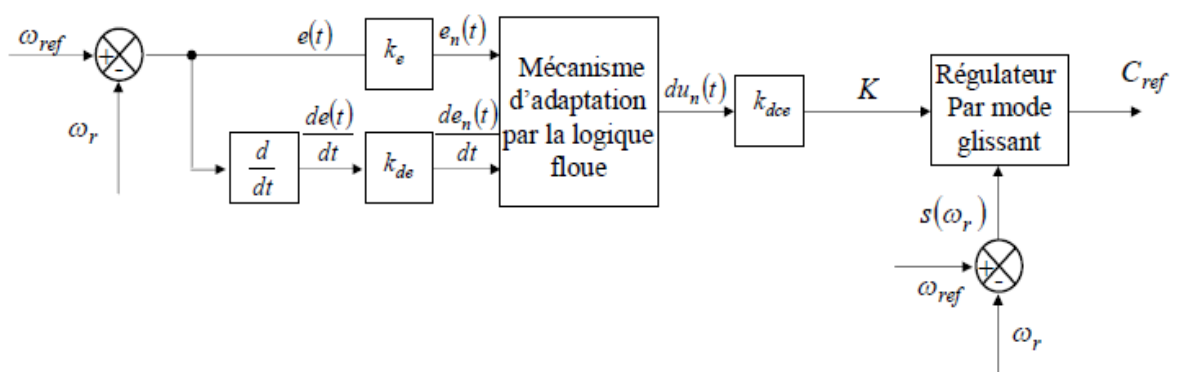 ω_ref
+
-
ω_r
e(t)
k_e
e_n(t)
d/dt
de(t)/dt
k_de
de_n(t)/dt
Mécanisme
d'adaptation
par la logique
floue
du_n(t)
k_dce
K
Régulateur
Par mode
glissant
C_ref
s(ω_r)
+
-
ω_ref
ω_r